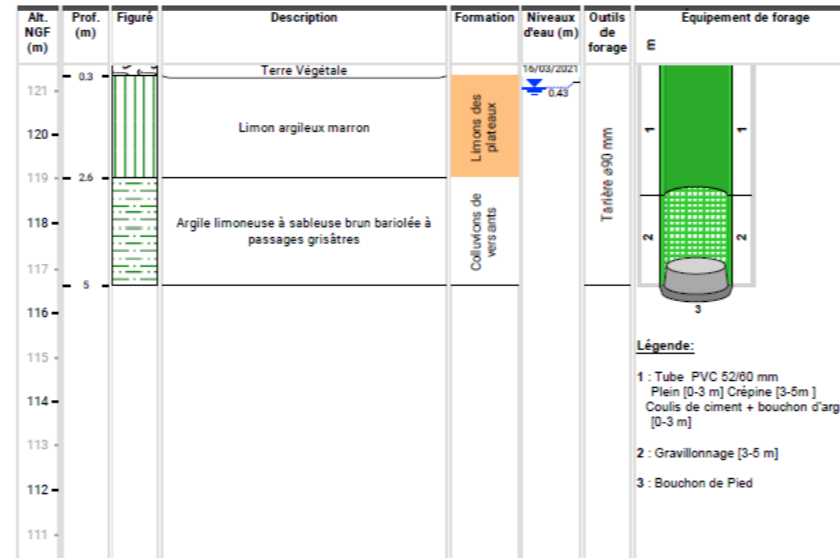 Alt.
NGF
(m)
Prof.
(m)
Figuré
Description
Formation
Niveaux
d'eau (m)
Outils
de
forage
Équipement de forage
m
121
120
119
118
117
116
115
114
113
112
111
0.3
2.6
5
Terre Végétale
Limon argileux marron
Argile limoneuse à sableuse brun bariolée à
passages grisâtres
Limons des
plateaux
Colluvions de
versants
16/03/2021
0.43
Tarière ø90 mm
1
1
2
2
3
Légende:
1 : Tube PVC 52/60 mm
Plein [0-3 m] Crépine [3-5m ]
Coulis de ciment + bouchon d'arg
[0-3 m]
2 : Gravillonnage [3-5 m]
3 : Bouchon de Pied